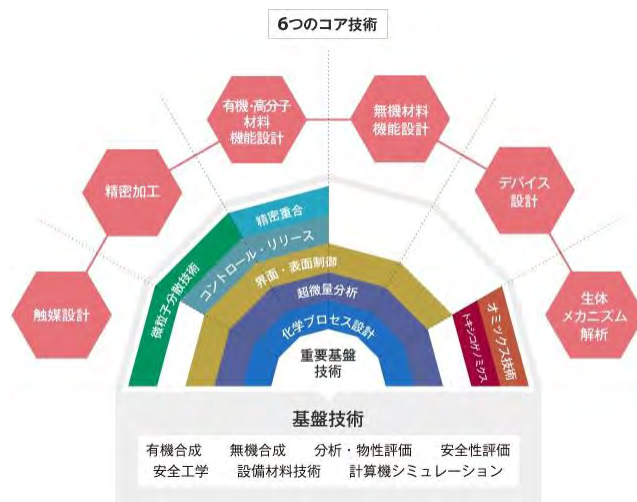 6つのコア技術
有機・高分子
材料
機能設計
無機材料
機能設計
精密加工
デバイス
設計
触媒設計
生体
メカニズム
解析
精密重合
コントロール・リリース
微粒子分散技術
界面・表面制御
超微量分析
化学プロセス設計
オミックス技術
トキシコゲノミクス
重要基盤
技術
基盤技術
有機合成 無機合成 分析・物性評価 安全性評価
安全工学 設備材料技術 計算機シミュレーション